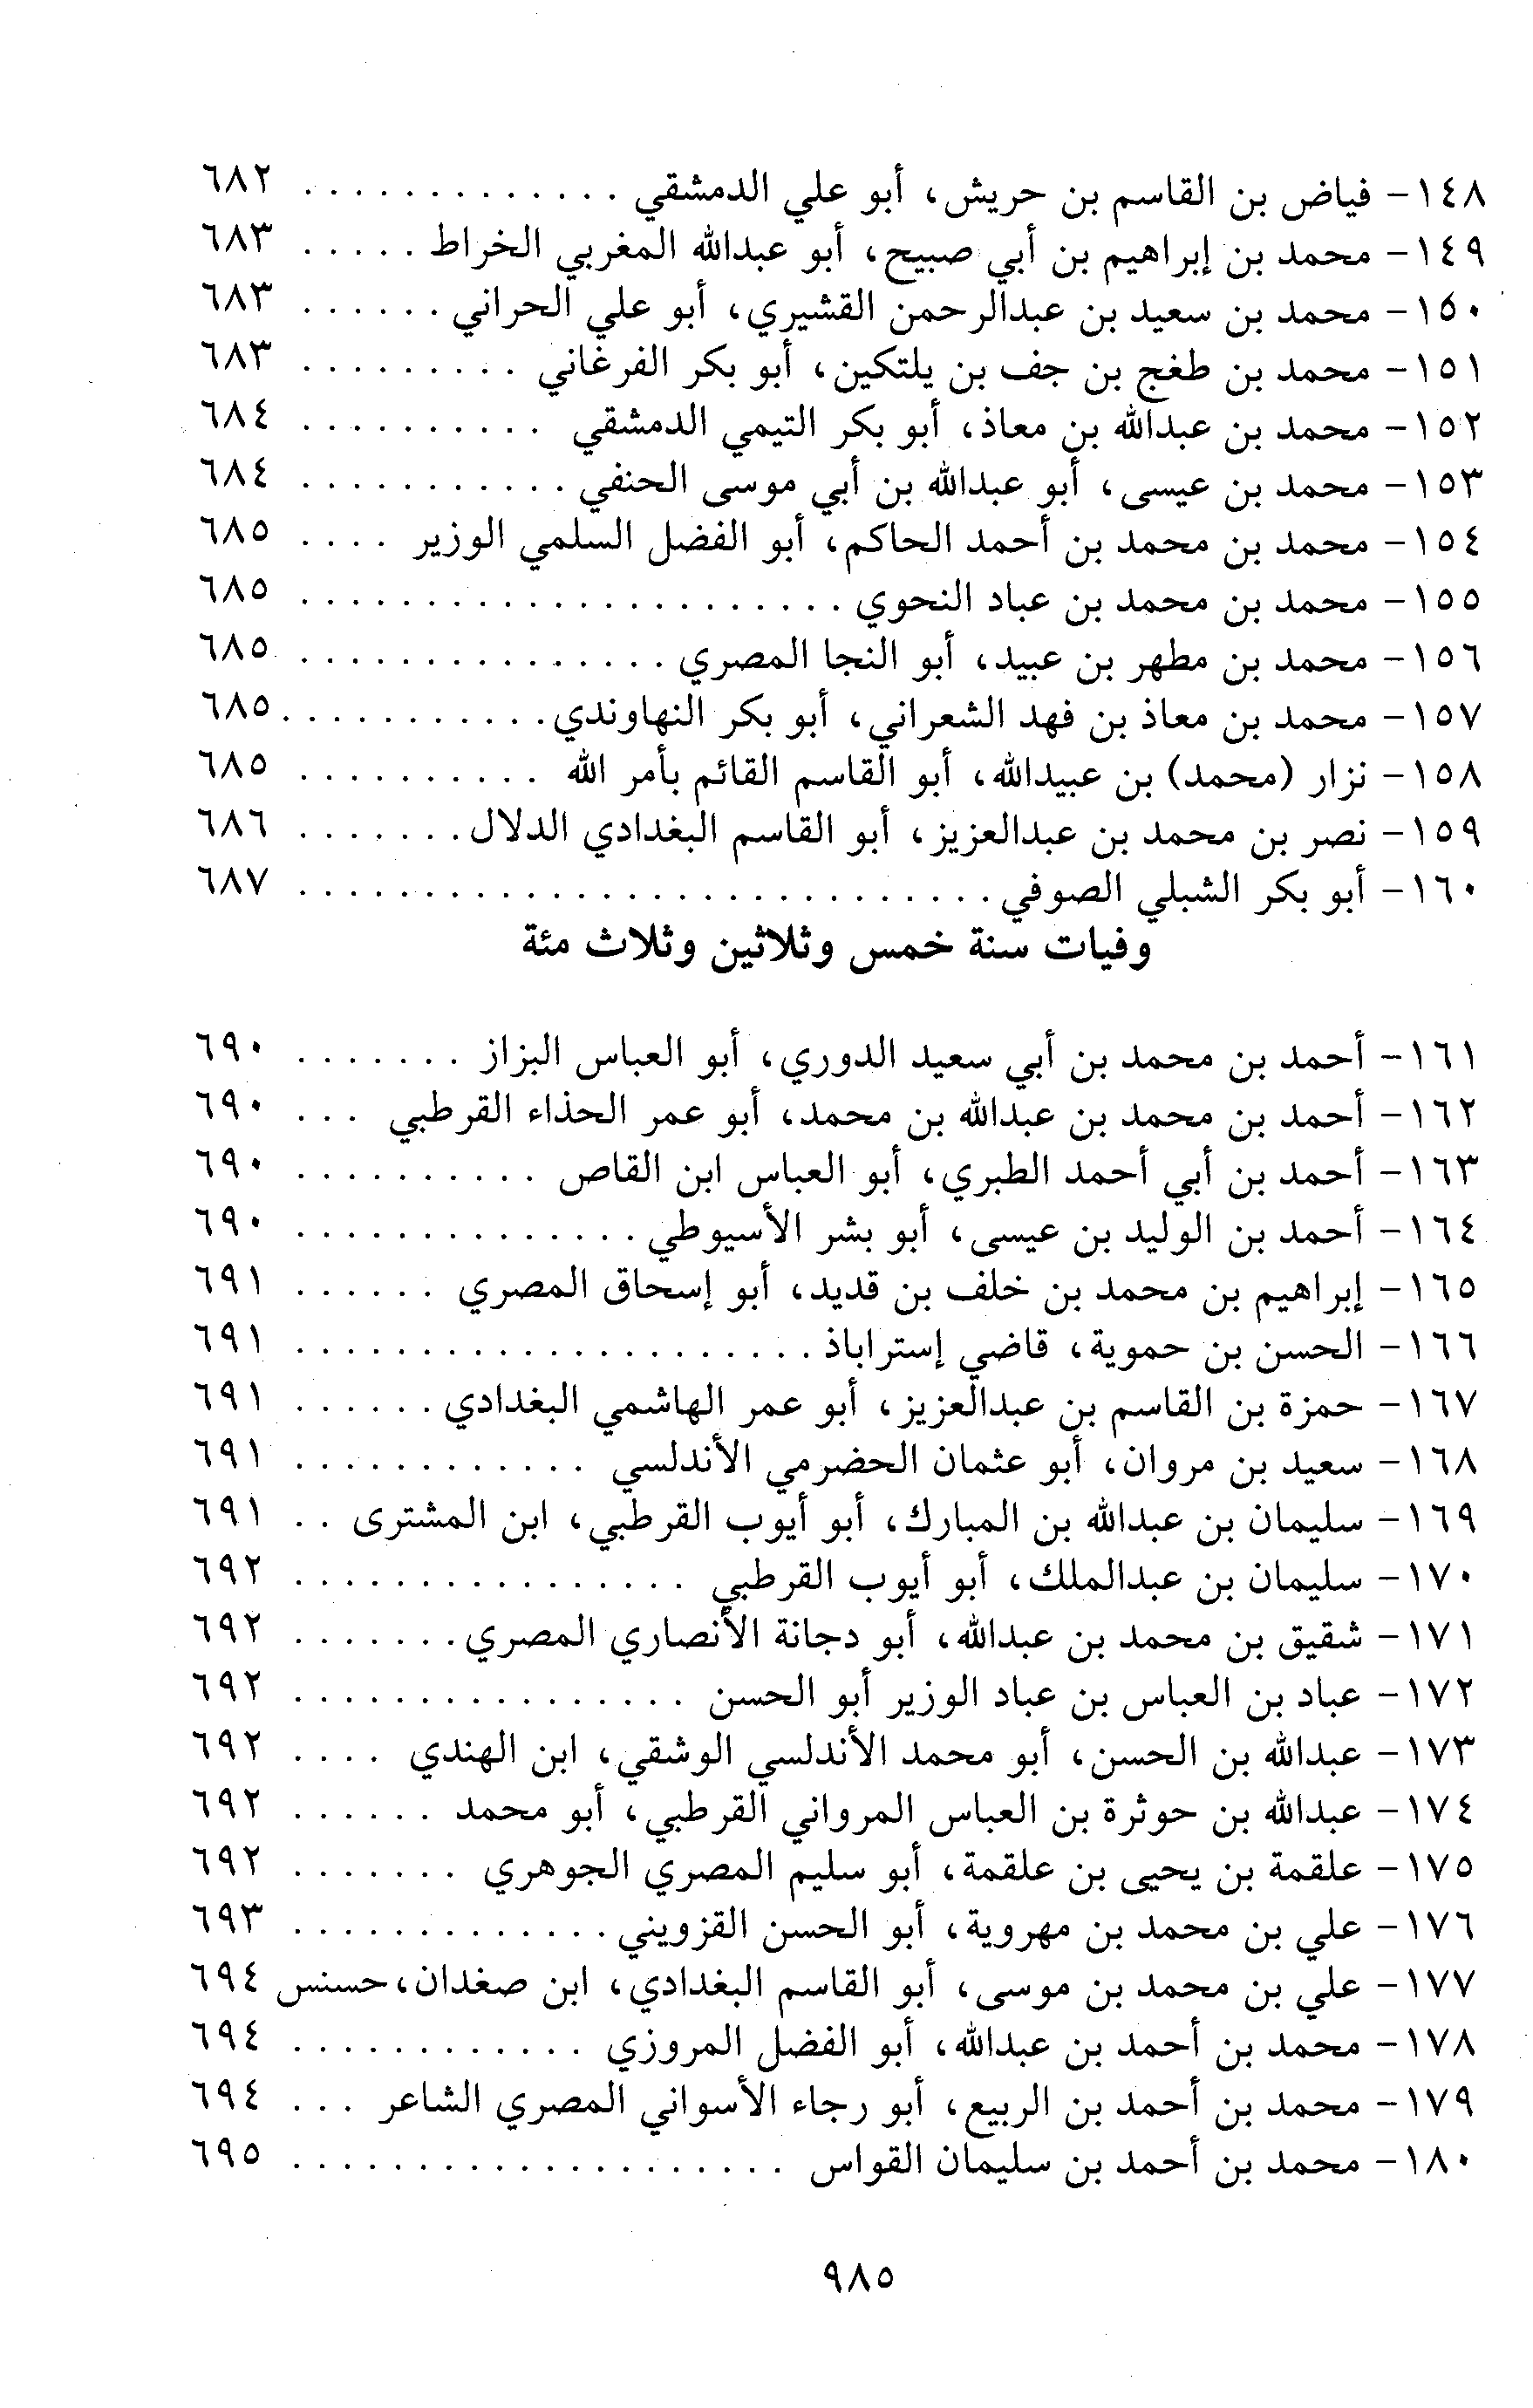 ١٤٨- فياض بن القاسم بن حريش، أبو علي الدمشقي . . . . . . . . . . . . . ٦٨٢
١٤٩- محمد بن إبراهيم بن أبي صبيح، أبو عبدالله المغربي الخراط . . . . . ٦٨٣
١٥٠- محمد بن سعيد بن عبدالرحمن القشيري، أبو علي الحراني . . . . . . ٦٨٣
١٥١- محمد بن طغج بن جف بن يلتكين، أبو بكر الفرغاني . . . . . . . . . ٦٨٣
١٥٢- محمد بن عبدالله بن معاذ، أبو بكر التيمي الدمشقي . . . . . . . . . . ٦٨٤
١٥٣- محمد بن عيسى، أبو عبدالله بن أبي موسى الحنفي . . . . . . . . . . . ٦٨٤
١٥٤- محمد بن محمد بن أحمد الحاكم، أبو الفضل السلمي الوزير . . . . ٦٨٥
١٥٥- محمد بن محمد بن عباد النحوي . . . . . . . . . . . . . . . . . . . . . . ٦٨٥
١٥٦- محمد بن مطهر بن عبيد، أبو النجا المصري . . . . . . . . . . . . . . . ٦٨٥
١٥٧- محمد بن معاذ بن فهد الشعراني، أبو بكر النهاوندي . . . . . . . . . . . ٦٨٥
١٥٨- نزار (محمد) بن عبيدالله، أبو القاسم القائم بأمر الله . . . . . . . . . . ٦٨٥
١٥٩- نصر بن محمد بن عبدالعزيز، أبو القاسم البغدادي الدلال . . . . . . . ٦٨٦
١٦٠- أبو بكر الشبلي الصوفي . . . . . . . . . . . . . . . . . . . . . . . . . . . . ٦٨٧
وفيات سنة خمس وثلاثين وثلاث مئة
١٦١- أحمد بن محمد بن أبي سعيد الدوري، أبو العباس البزاز . . . . . . . ٦٩٠
١٦٢- أحمد بن محمد بن عبدالله بن محمد، أبو عمر الحذاء القرطبي . . . ٦٩٠
١٦٣- أحمد بن أبي أحمد الطبري، أبو العباس ابن القاص . . . . . . . . . . ٦٩٠
١٦٤- أحمد بن الوليد بن عيسى، أبو بشر الأسيوطي . . . . . . . . . . . . . . ٦٩٠
١٦٥- إبراهيم بن محمد بن خلف بن قديد، أبو إسحاق المصري . . . . . . ٦٩١
١٦٦- الحسن بن حموية، قاضي إستراباذ . . . . . . . . . . . . . . . . . . . . . ٦٩١
١٦٧- حمزة بن القاسم بن عبدالعزيز، أبو عمر الهاشمي البغدادي . . . . . . ٦٩١
١٦٨- سعيد بن مروان، أبو عثمان الحضرمي الأندلسي . . . . . . . . . . . . ٦٩١
١٦٩- سليمان بن عبدالله بن المبارك، أبو أيوب القرطبي، ابن المشترى . . ٦٩١
١٧٠- سليمان بن عبدالملك، أبو أيوب القرطبي . . . . . . . . . . . . . . . . ٦٩٢
١٧١- شقيق بن محمد بن عبدالله، أبو دجانة الأنصاري المصري . . . . . . . ٦٩٢
١٧٢- عباد بن العباس بن عباد الوزير أبو الحسن . . . . . . . . . . . . . . . . ٦٩٢
١٧٣- عبدالله بن الحسن، أبو محمد الأندلسي الوشقي، ابن الهندي . . . . ٦٩٢
١٧٤- عبدالله بن حوثرة بن العباس المرواني القرطبي، أبو محمد . . . . . . ٦٩٢
١٧٥- علقمة بن يحيى بن علقمة، أبو سليم المصري الجوهري . . . . . . . ٦٩٢
١٧٦- علي بن محمد بن مهروية، أبو الحسن القزويني . . . . . . . . . . . . . ٦٩٣
١٧٧- علي بن محمد بن موسى، أبو القاسم البغدادي، ابن صغدان، حسنس ٦٩٤
١٧٨- محمد بن أحمد بن عبدالله، أبو الفضل المروزي . . . . . . . . . . . . ٦٩٤
١٧٩- محمد بن أحمد بن الربيع، أبو رجاء الأسواني المصري الشاعر . . . ٦٩٤
١٨٠- محمد بن أحمد بن سليمان القواس . . . . . . . . . . . . . . . . . . . . ٦٩٥
٩٨٥